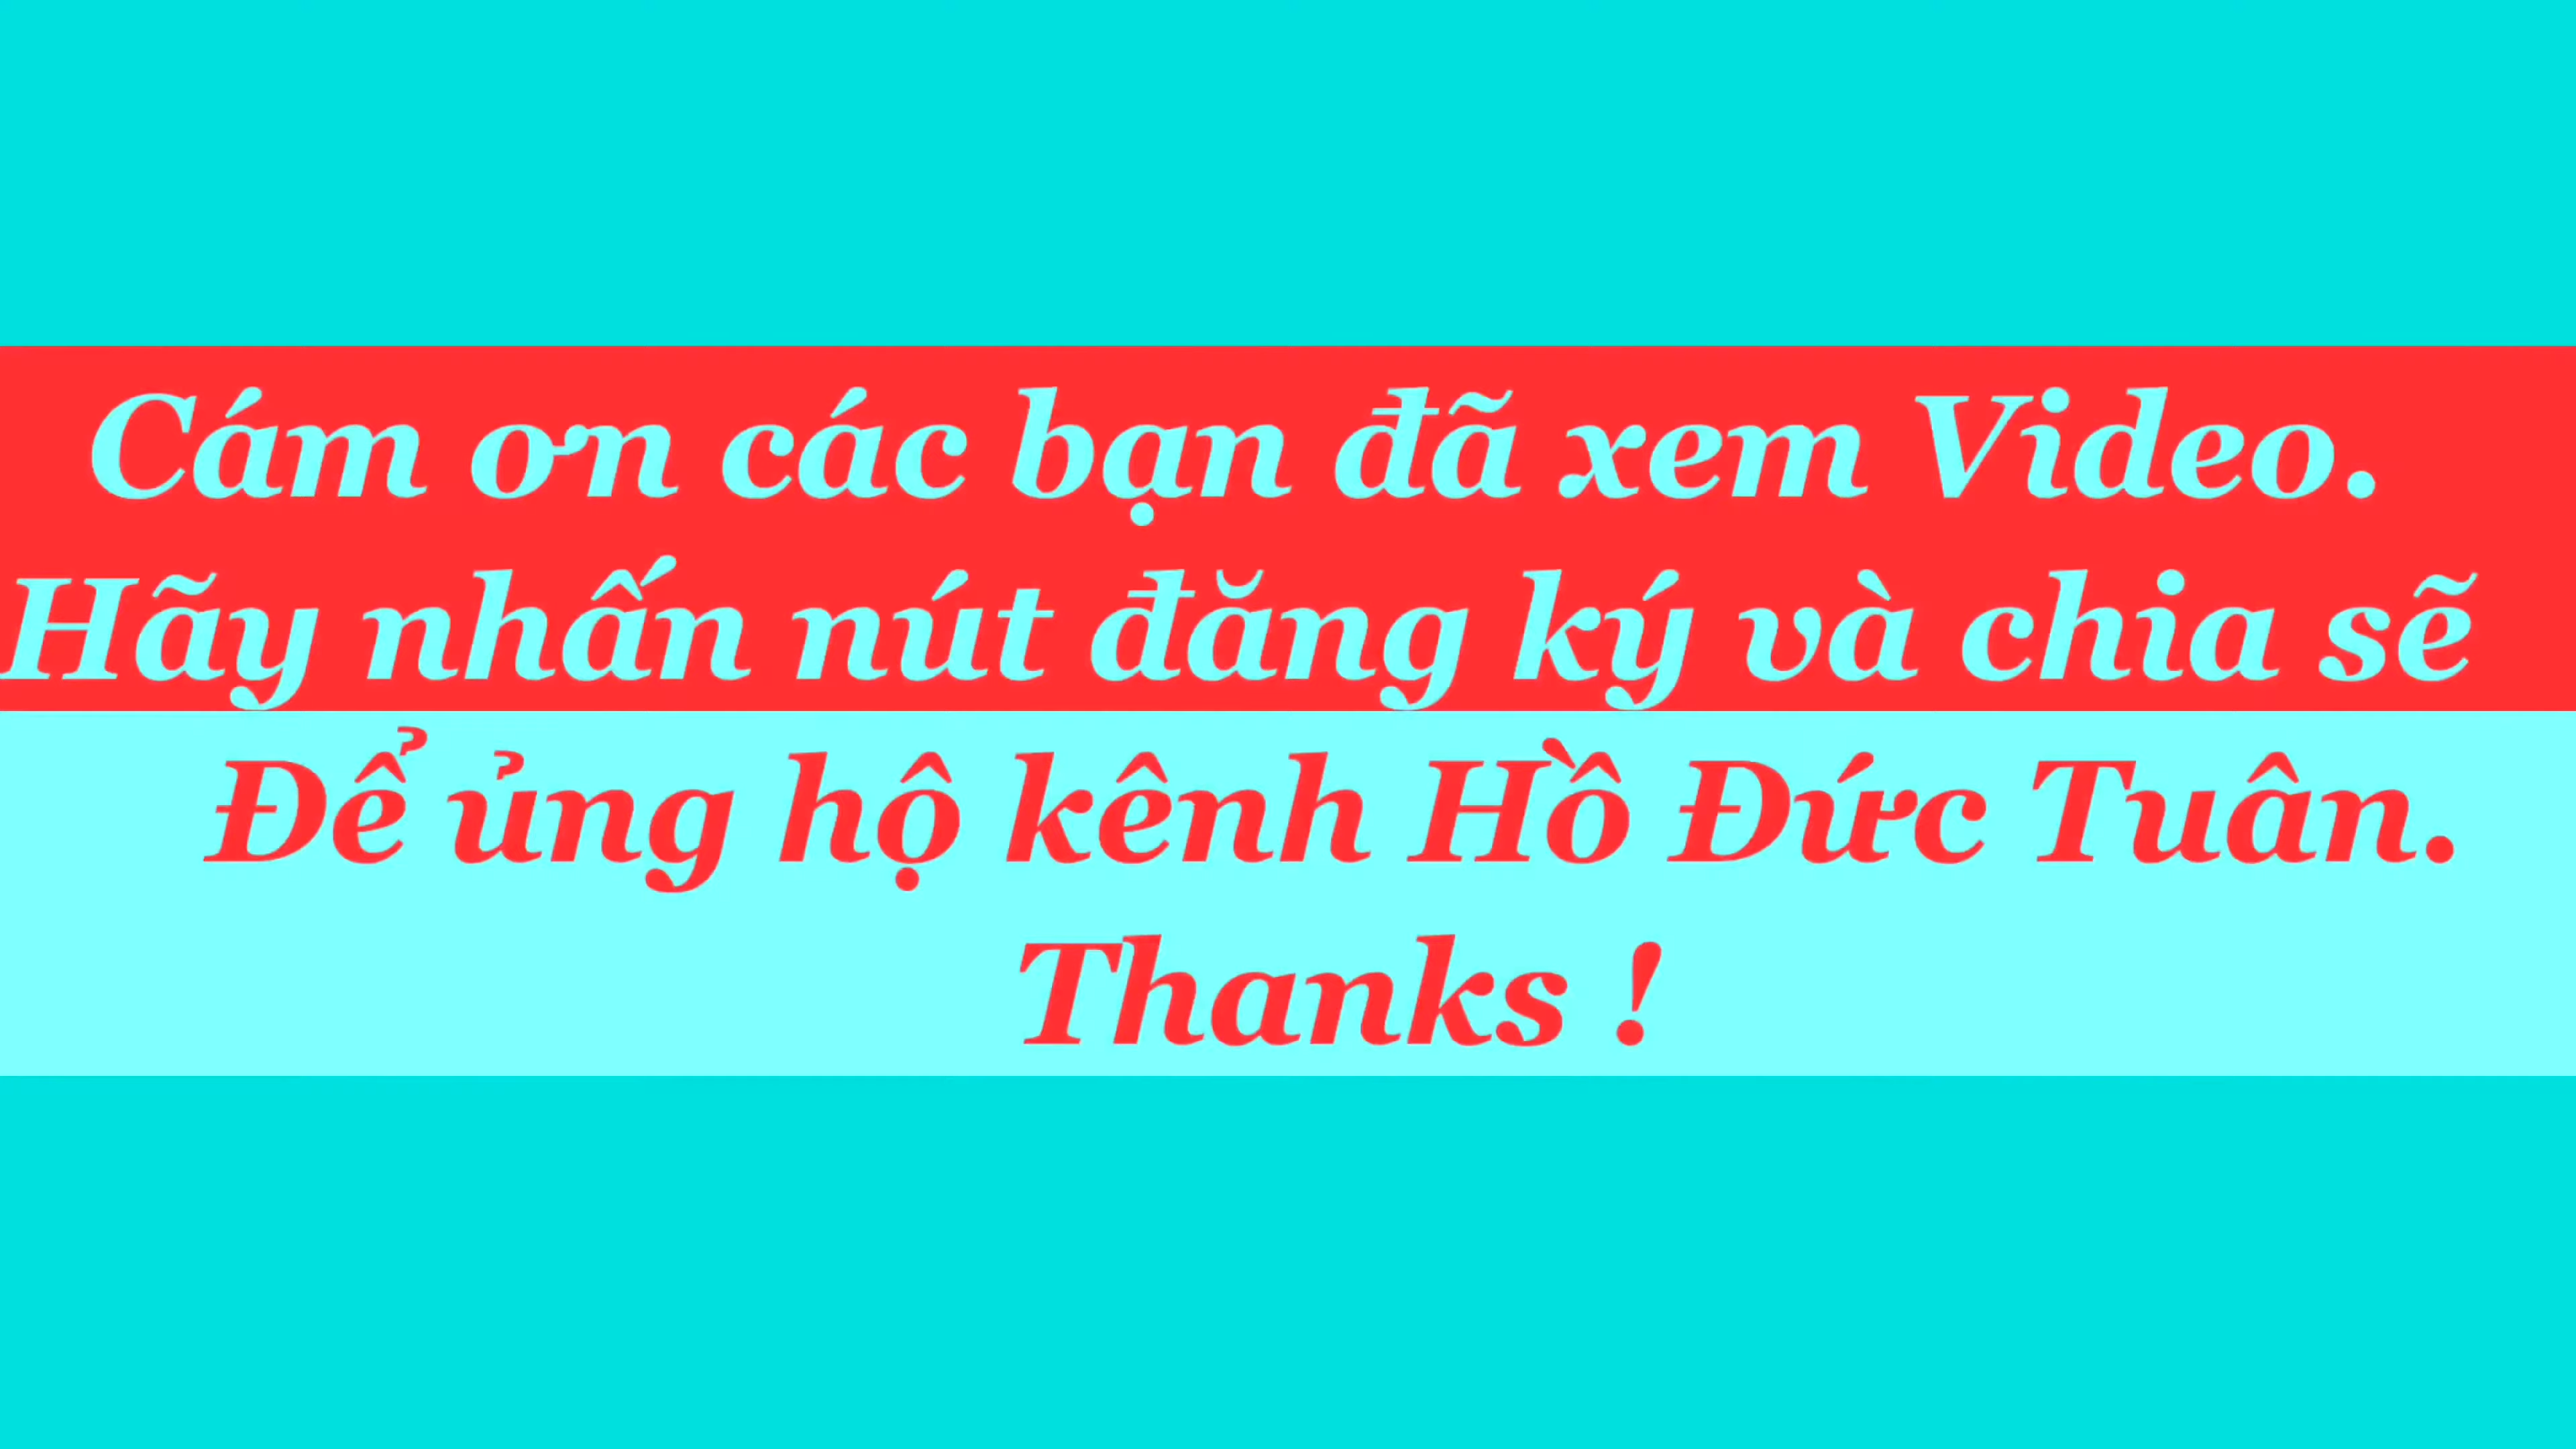 Cám ơn các bạn đã xem Video.
Hãy nhấn nút đăng ký và chia sẽ
Để ủng hộ kênh Hồ Đức Tuân.
Thanks !